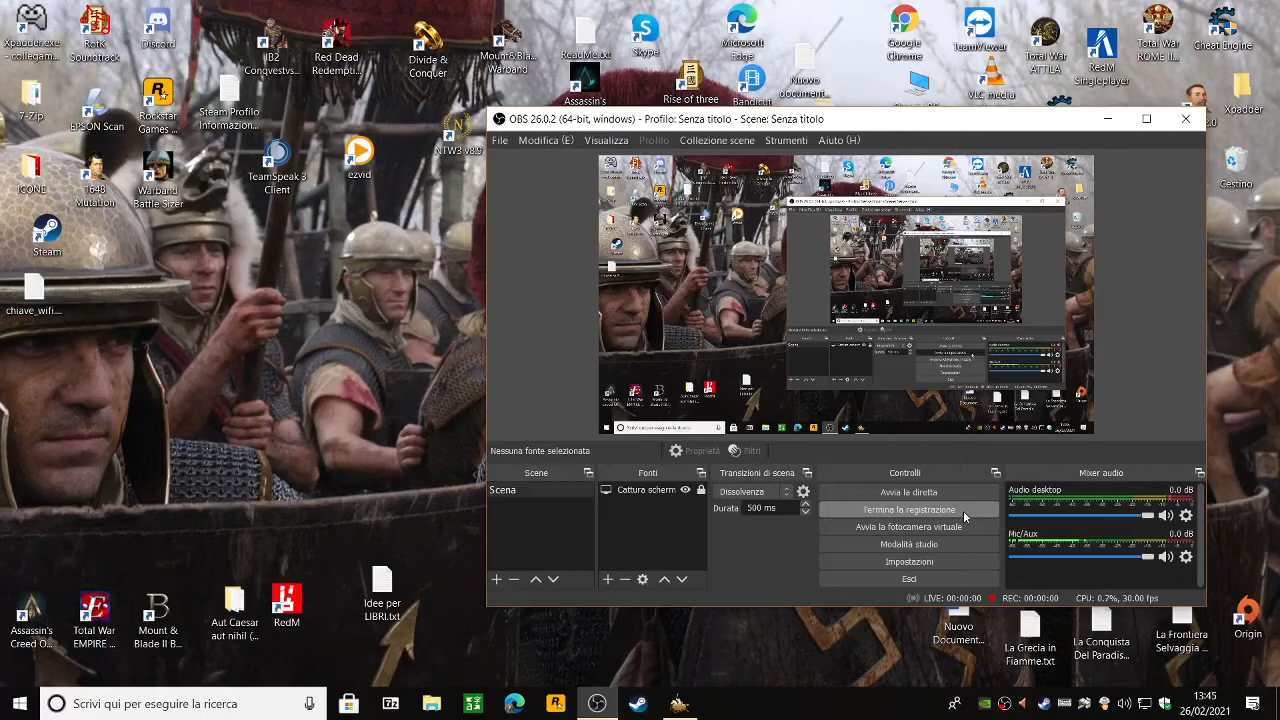 Xpadder.exe
- collegan...
RotK
Soundtrack
Discord
IB2
Conqvestvs...
Red Dead
Redempti...
Divide &
Conquer
Mount&Bla...
Warband
ReadMe.txt
Skype
Microsoft
Edge
Nuovo
document...
Google
Chrome
TeamViewer
Total War
ATTILA
RedM
Singleplayer
Total War
ROME II...
Cheat Engine
7-Zip
EPSON Scan
Rockstar
Games ...
Steam Profilo
Informazion...
Assassin's
Rise of three
Bandicut
VLC media
Xpadder
NTW3 v8.9
ICONE
1648
Mutation
Warband
Battle Sizer
TeamSpeak 3
Client
ezvid
Cestino
Steam
chiave_wifi....
OBS 26.0.2 (64-bit, windows) - Profilo: Senza titolo - Scene: Senza titolo
File
Modifica (E)
Visualizza
Profilo
Collezione scene
Strumenti
Aiuto (H)
Nessuna fonte selezionata
Proprietà
Filtri
Scene
Fonti
Transizioni di scena
Controlli
Mixer audio
Scena
Cattura scherm
Dissolvenza
Durata
500 ms
Avvia la diretta
Termina la registrazione
Avvia la fotocamera virtuale
Modalità studio
Impostazioni
Esci
Audio desktop
0.0 dB
Mic/Aux
0.0 dB
LIVE: 00:00:00
REC: 00:00:00
CPU: 0.7%, 30.00 fps
Assassin's
Creed O...
Total War
EMPIRE ...
Mount &
Blade II B...
Aut Caesar
aut nihil (...
RedM
Idee per
LIBRI.txt
Nuovo
Document...
La Grecia in
Fiamme.txt
La Conquista
Del Paradis...
La Frontiera
Selvaggia ...
Origin
Scrivi qui per eseguire la ricerca
13:45
26/02/2021